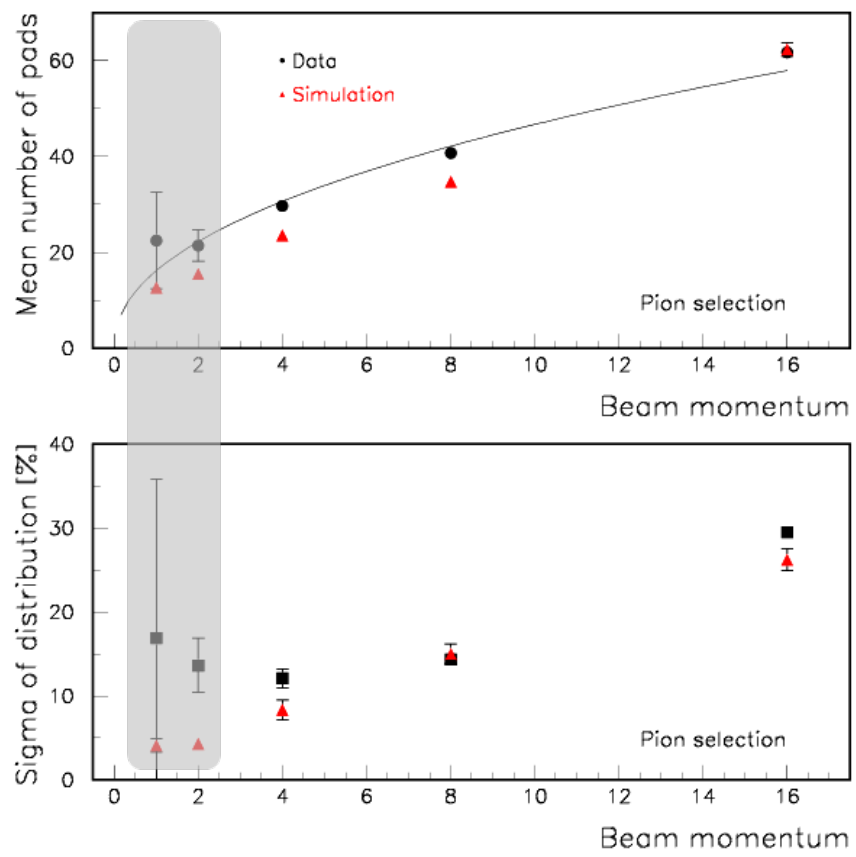 Mean number of pads
60
40
20
0
Data
Simulation
Pion selection
0 2 4 6 8 10 12 14 16
Beam momentum
Sigma of distribution [%]
40
30
20
10
0
Pion selection
0 2 4 6 8 10 12 14 16
Beam momentum